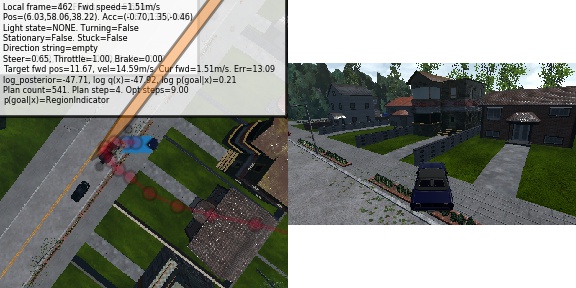 Local frame=462. Fwd speed=1.51m/s
Pos=(6.03,58.06,38.22). Acc=(-0.70,1.35,-0.46)
Light state=NONE. Turning=False
Stationary=False. Stuck=False
Direction string=empty
Steer=0.65, Throttle=1.00, Brake=0.00
Target fwd pos=11.67, vel=14.59m/s, Cur fwd=1.51m/s. Err=13.09
log_posterior=-47.71, log q(x)=-47.92, log p(goal|x)=0.21
Plan count=541. Plan step=4. Opt steps=9.00
p(goal|x)=RegionIndicator